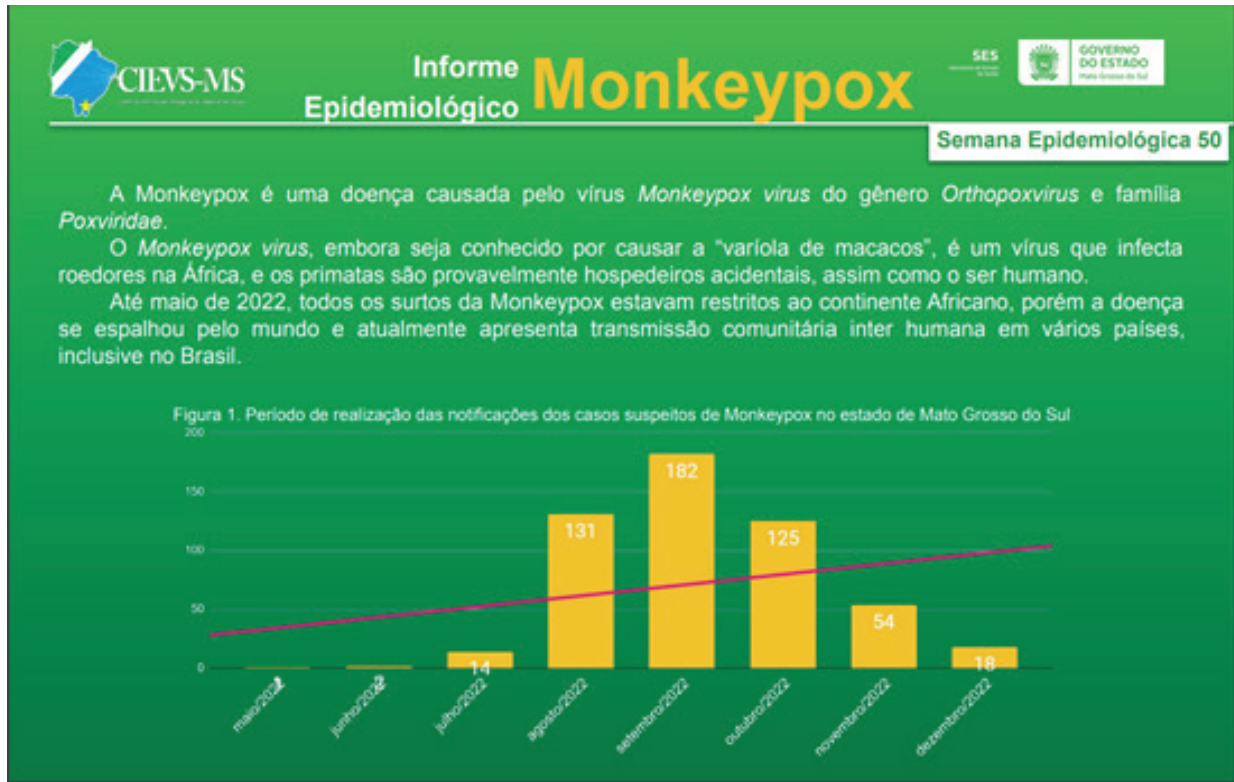 CIEVS-MS
Informe
Epidemiológico
Monkeypox
SES
GOVERNO
DO ESTADO
Mato Grosso do Sul
Semana Epidemiológica 50
A Monkeypox é uma doença causada pelo vírus Monkeypox virus do gênero Orthopoxvirus e família
Poxviridae.
O Monkeypox virus, embora seja conhecido por causar a “varíola de macacos”, é um vírus que infecta
roedores na África, e os primatas são provavelmente hospedeiros acidentais, assim como o ser humano.
Até maio de 2022, todos os surtos da Monkeypox estavam restritos ao continente Africano, porém a doença
se espalhou pelo mundo e atualmente apresenta transmissão comunitária inter humana em vários países,
inclusive no Brasil.
Figura 1. Período de realização das notificações dos casos suspeitos de Monkeypox no estado de Mato Grosso do Sul
200
150
100
50
0
1
2
14
131
182
125
54
18
maio/2022
junho/2022
julho/2022
agosto/2022
setembro/2022
outubro/2022
novembro/2022
dezembro/2022